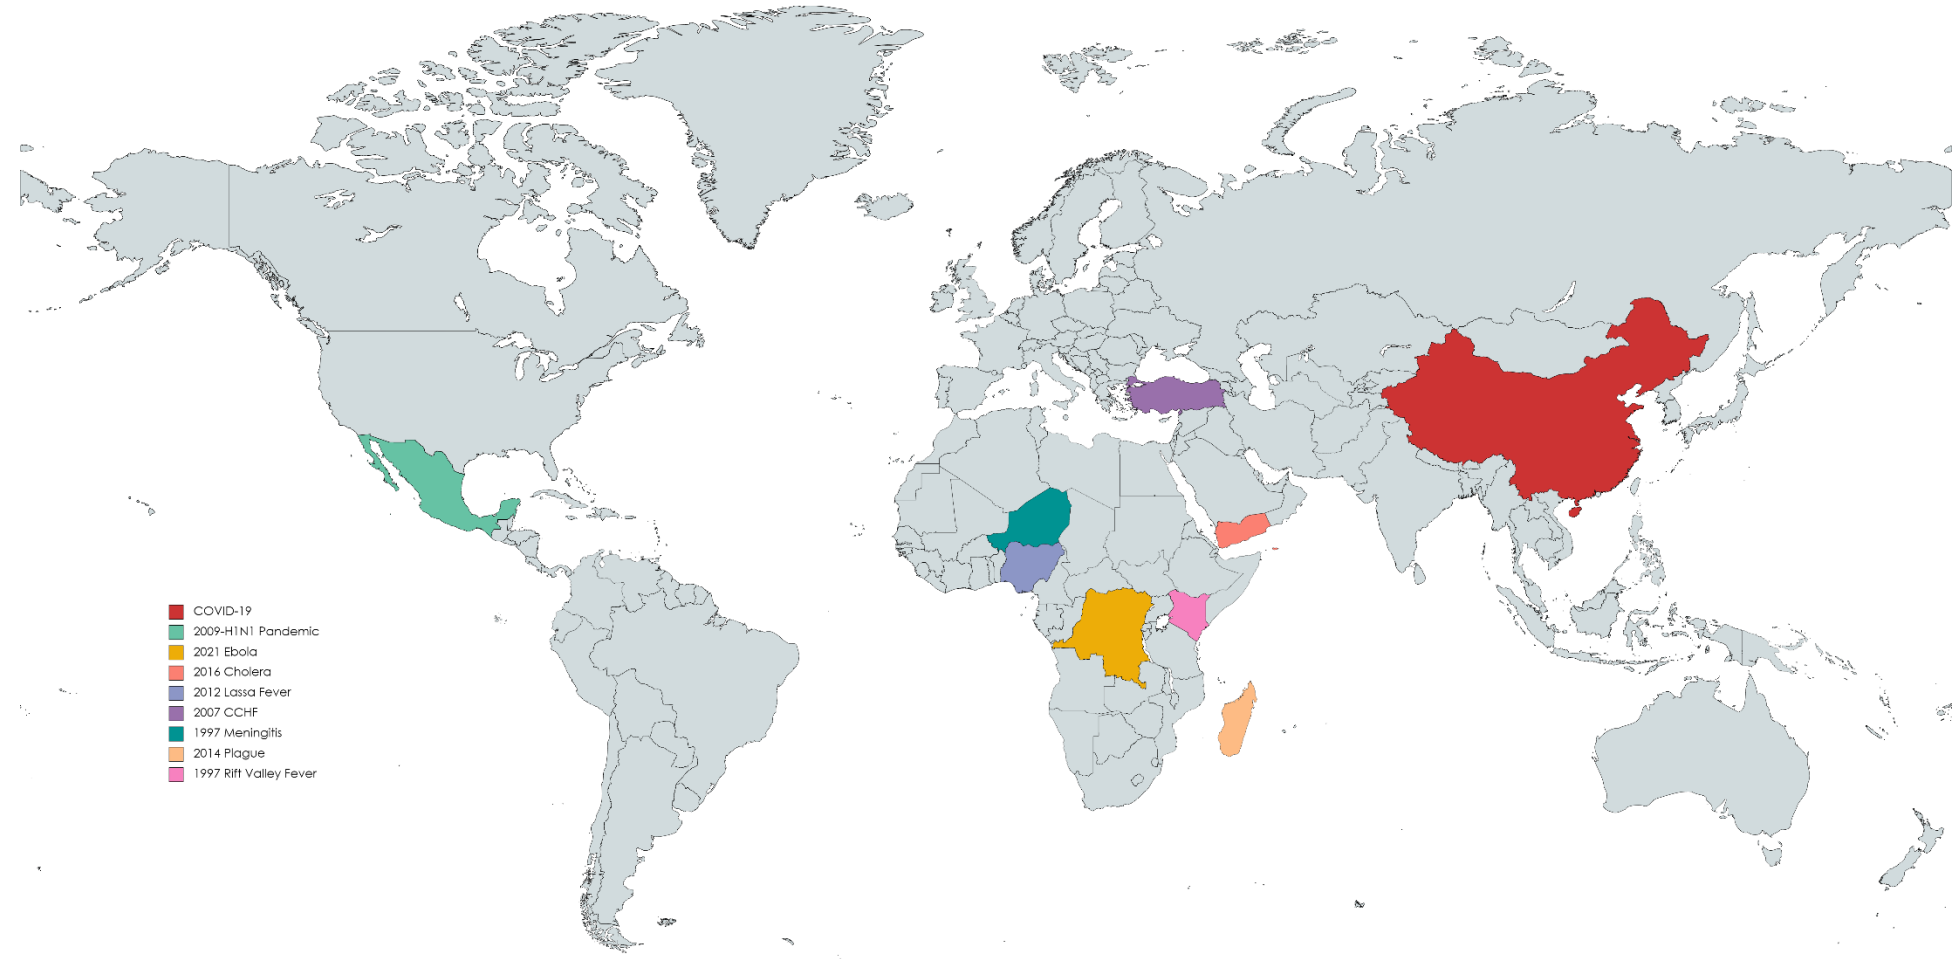 COVID-19
2009-H1N1 Pandemic
2021 Ebola
2016 Cholera
2012 Lassa Fever
2007 CCHF
1997 Meningitis
2014 Plague
1997 Rift Valley Fever